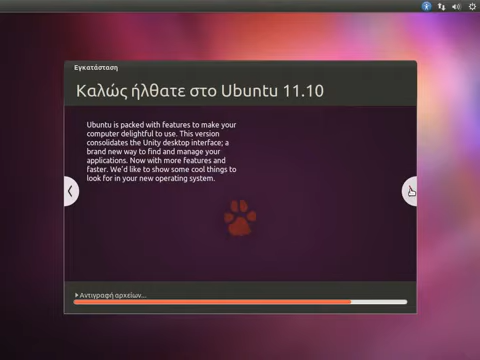 Εγκατάσταση
Καλώς ήλθατε στο Ubuntu 11.10
Ubuntu is packed with features to make your
computer delightful to use. This version
consolidates the Unity desktop interface; a
brand new way to find and manage your
applications. Now with more features and
faster. We'd like to show some cool things to
look for in your new operating system.
Αντιγραφή αρχείων...